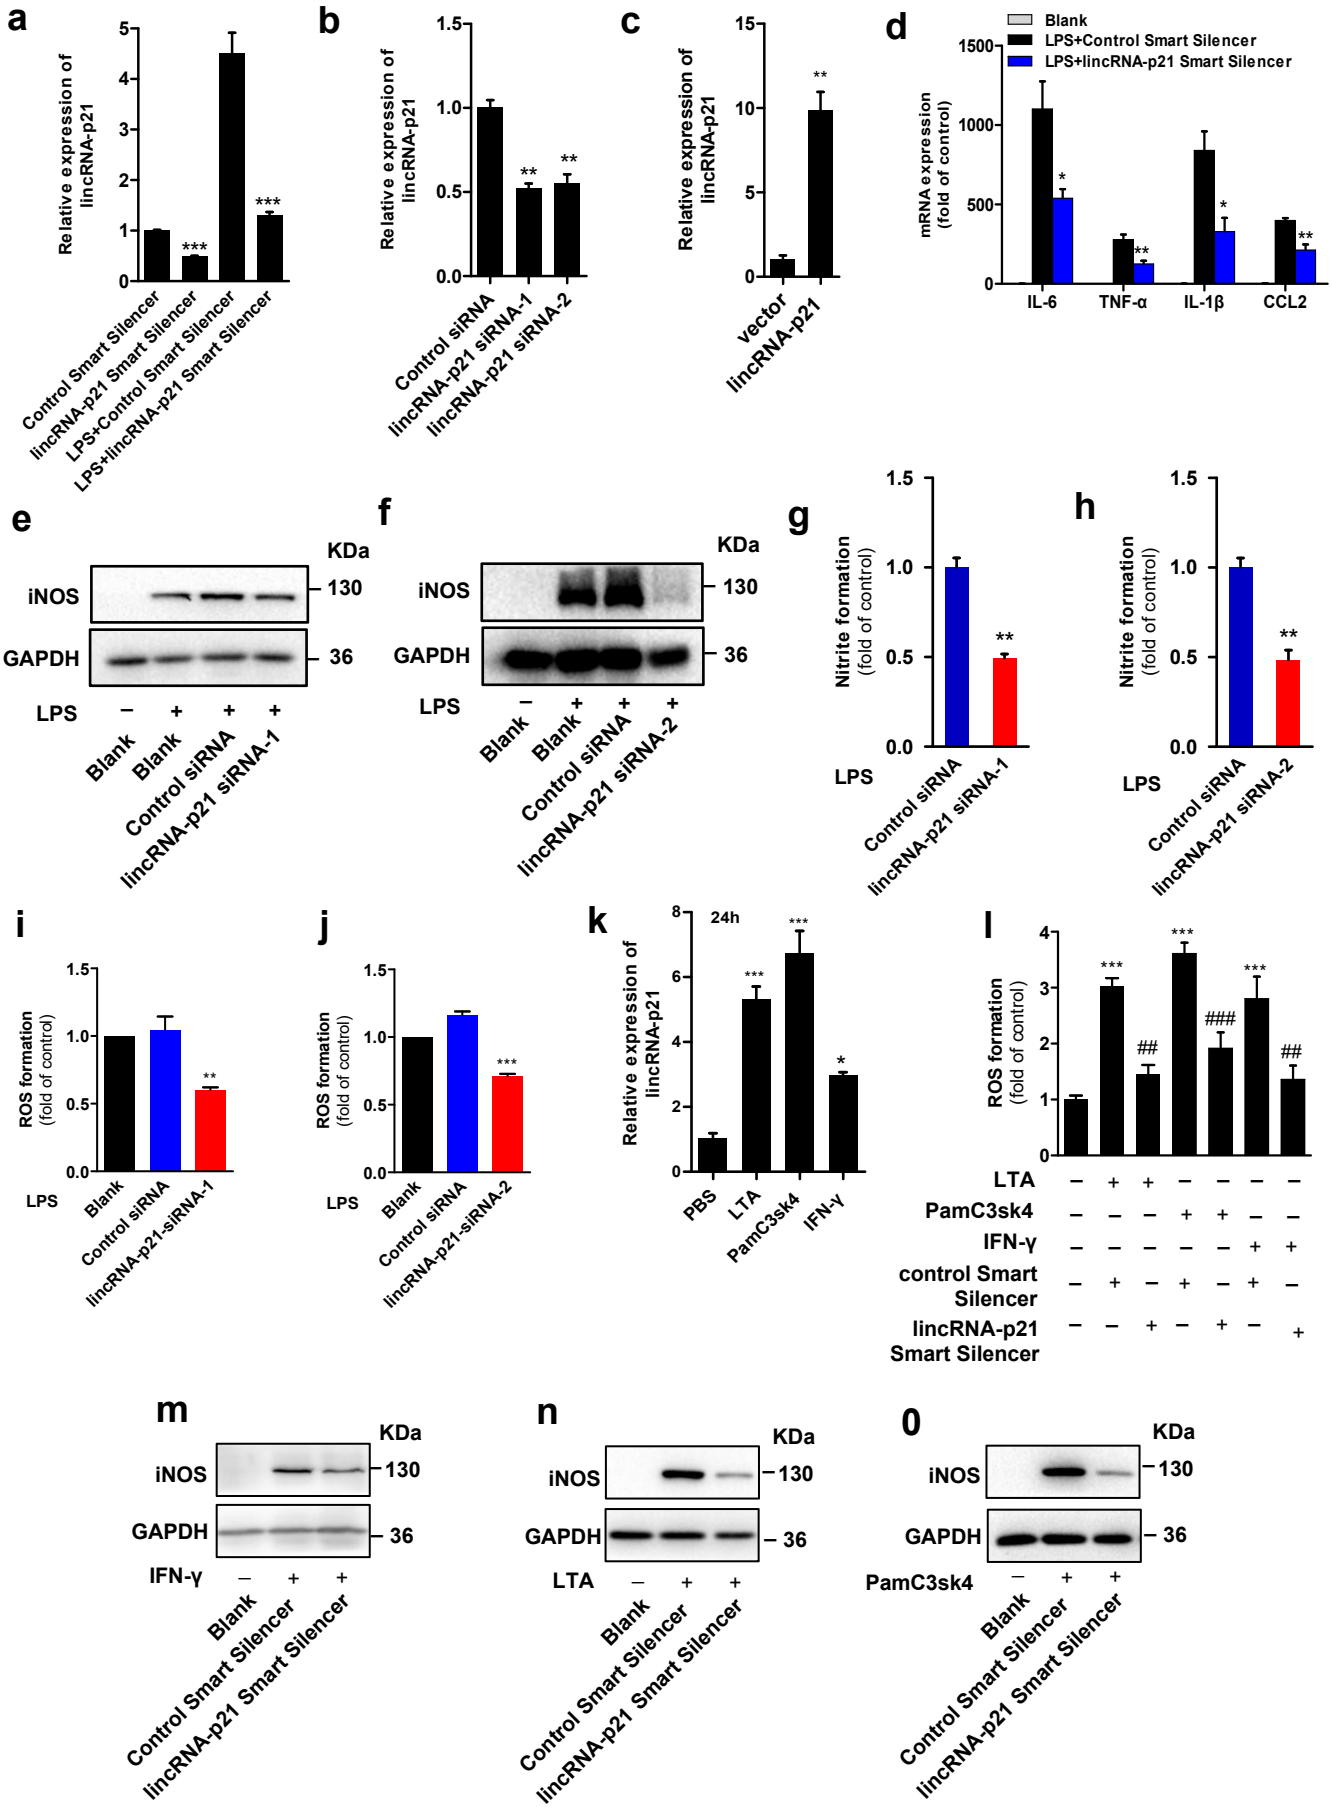 a
Relative expression of
lincRNA-p21
5
4
3
2
1
0
***
***
Control Smart Silencer
lincRNA-p21 Smart Silencer
LPS+Control Smart Silencer
LPS+lincRNA-p21 Smart Silencer
b
Relative expression of
lincRNA-p21
1.5
1.0
0.5
0.0
**
**
Control siRNA
lincRNA-p21 siRNA-1
lincRNA-p21 siRNA-2
c
Relative expression of
lincRNA-p21
15
10
5
0
**
vector
lincRNA-p21
d
Blank
LPS+Control Smart Silencer
LPS+lincRNA-p21 Smart Silencer
mRNA expression
(fold of control)
1500
1000
500
0
*
**
*
**
IL-6 TNF-α IL-1β CCL2
e
KDa
iNOS 130
GAPDH 36
LPS − + + +
Blank
Blank
Control siRNA
lincRNA-p21 siRNA-1
f
KDa
iNOS 130
GAPDH 36
LPS − + + +
Blank
Blank
Control siRNA
lincRNA-p21 siRNA-2
g
Nitrite formation
(fold of control)
1.5
1.0
0.5
0.0
**
LPS
Control siRNA
lincRNA-p21 siRNA-1
h
Nitrite formation
(fold of control)
1.5
1.0
0.5
0.0
**
LPS
Control siRNA
lincRNA-p21 siRNA-2
i
ROS formation
(fold of control)
1.5
1.0
0.5
0.0
**
LPS
Blank
Control siRNA
lincRNA-p21-siRNA-1
j
ROS formation
(fold of control)
1.5
1.0
0.5
0.0
***
LPS
Blank
Control siRNA
lincRNA-p21-siRNA-2
k
24h
Relative expression of
lincRNA-p21
8
6
4
2
0
***
***
*
PBS
LTA
PamC3sk4
IFN-γ
l
ROS formation
(fold of control)
4
3
2
1
0
***
##
***
###
***
##
LTA − + + − − − −
PamC3sk4 − − − + + − −
IFN-γ − − − − − + +
control Smart
Silencer − + − + − + −
lincRNA-p21
Smart Silencer − − + − + − +
m
KDa
iNOS 130
GAPDH 36
IFN-γ − + +
Blank
Control Smart Silencer
lincRNA-p21 Smart Silencer
n
KDa
iNOS 130
GAPDH 36
LTA − + +
Blank
Control Smart Silencer
lincRNA-p21 Smart Silencer
0
KDa
iNOS 130
GAPDH 36
PamC3sk4 − + +
Blank
Control Smart Silencer
lincRNA-p21 Smart Silencer